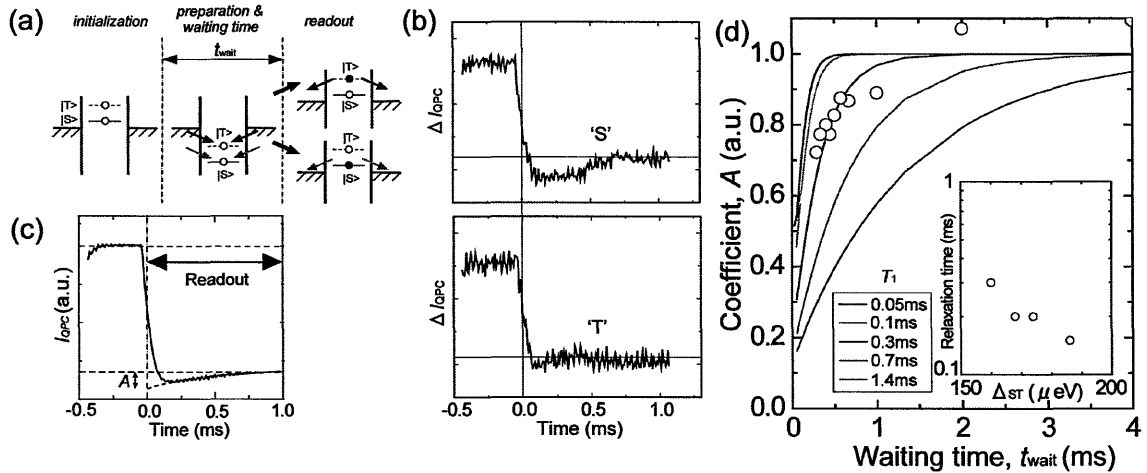 (a)
initialization
preparation &
waiting time
readout
t_wait
|T>
|S>
|T>
|S>
|T>
|S>
|T>
|S>
(b)
Δ I_QPC
'S'
Δ I_QPC
'T'
-0.5 0.0 0.5 1.0
Time (ms)
(c)
I_QPC (a.u.)
Readout
A
-0.5 0.0 0.5 1.0
Time (ms)
(d)
Coefficient, A (a.u.)
1.0
0.8
0.6
0.4
0.2
0.0
T₁
0.05ms
0.1ms
0.3ms
0.7ms
1.4ms
Relaxation time (ms)
1
0.1
150 200
Δ_ST (μeV)
0 1 2 3 4
Waiting time, t_wait (ms)